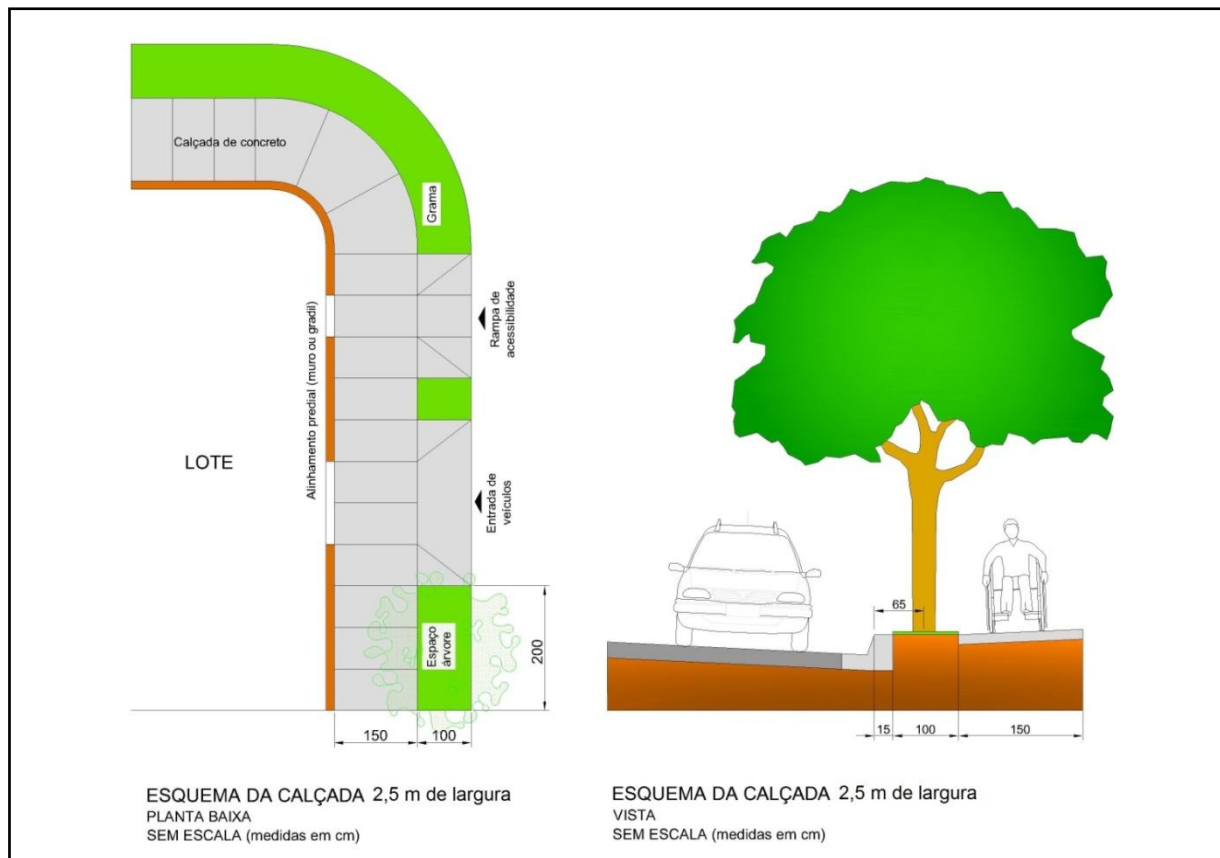 Calçada de concreto
Grama
Alinhamento predial (muro ou gradil)
Rampa de
acessibilidade
LOTE
Entrada de
veículos
Espaço
árvore
200
150
100
65
15
100
150
ESQUEMA DA CALÇADA 2,5 m de largura
PLANTA BAIXA
SEM ESCALA (medidas em cm)
ESQUEMA DA CALÇADA 2,5 m de largura
VISTA
SEM ESCALA (medidas em cm)